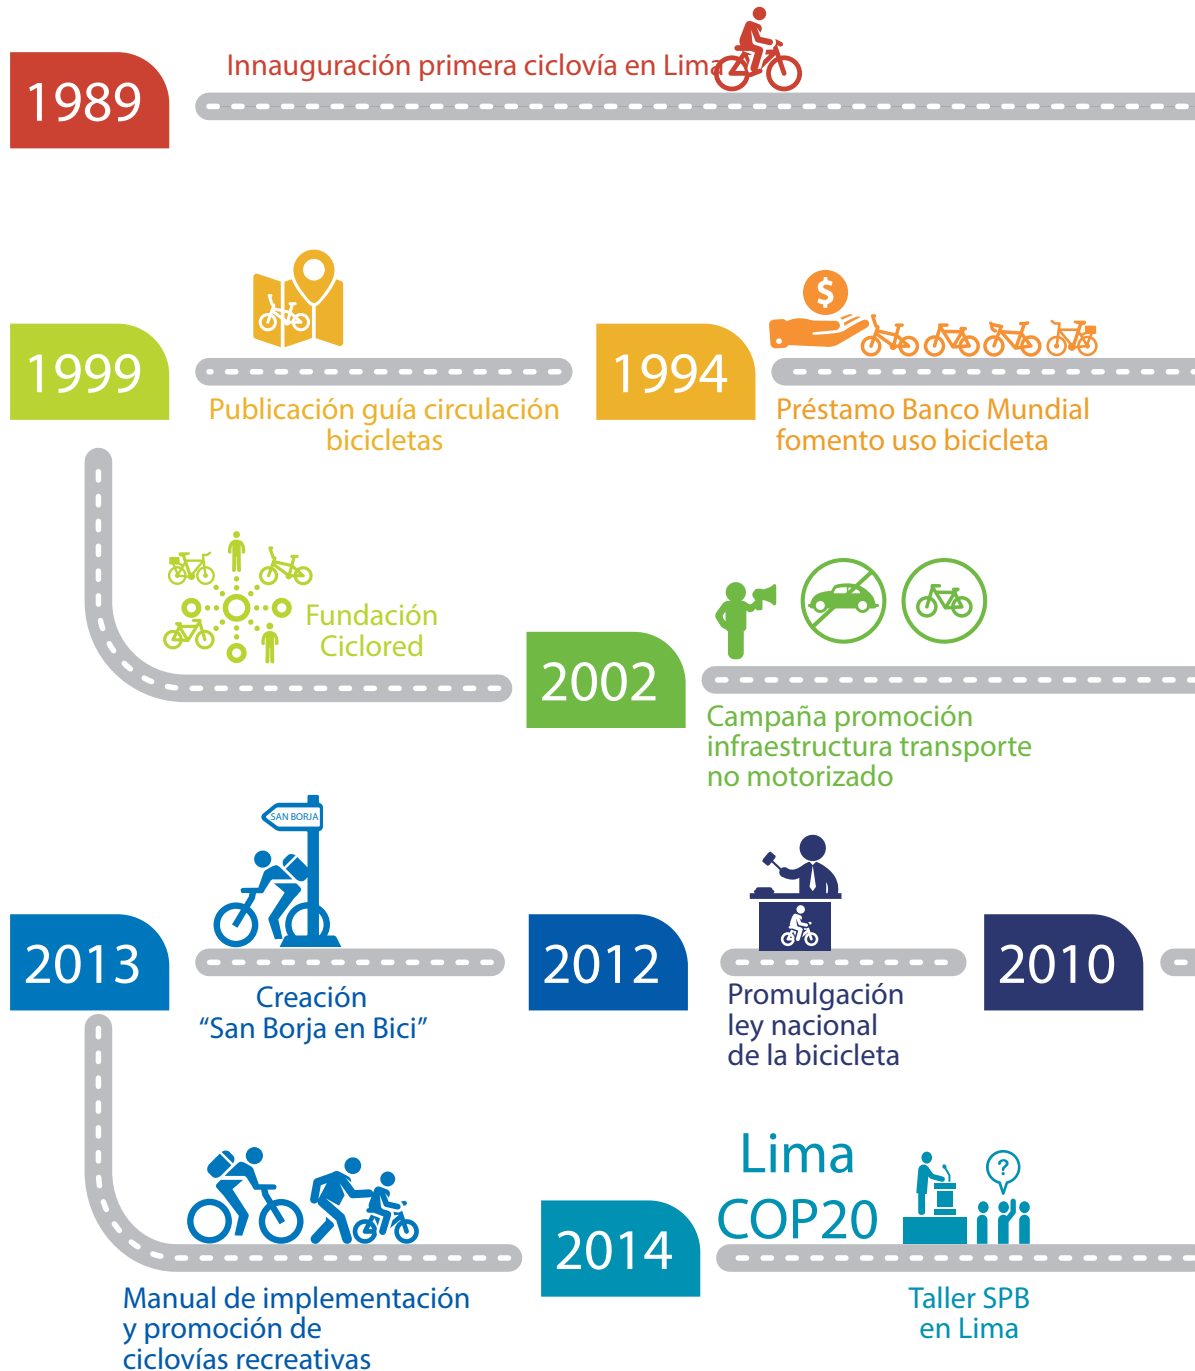 1989
Innauguración primera ciclovía en Lima
1999
Publicación guía circulación
bicicletas
1994
$
Préstamo Banco Mundial
fomento uso bicicleta
Fundación
Ciclored
2002
Campaña promoción
infraestructura transporte
no motorizado
2013
SAN BORJA
Creación
“San Borja en Bici”
2012
Promulgación
ley nacional
de la bicicleta
2010
Manual de implementación
y promoción de
ciclovías recreativas
2014
Lima
COP20
?
Taller SPB
en Lima